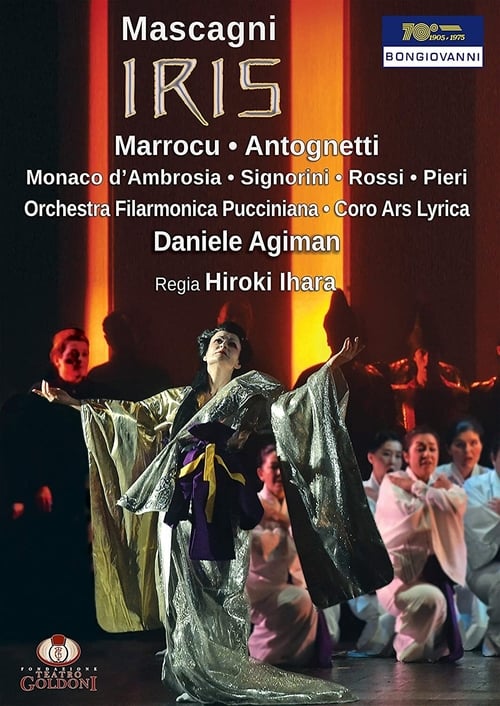 Mascagni
IRIS
70°
1905-1975
BONGIOVANNI
Marrocu • Antognetti
Monaco d'Ambrosia • Signorini • Rossi • Pieri
Orchestra Filarmonica Pucciniana • Coro Ars Lyrica
Daniele Agiman
Regia Hiroki Ihara
FONDAZIONE
TEATRO
GOLDONI